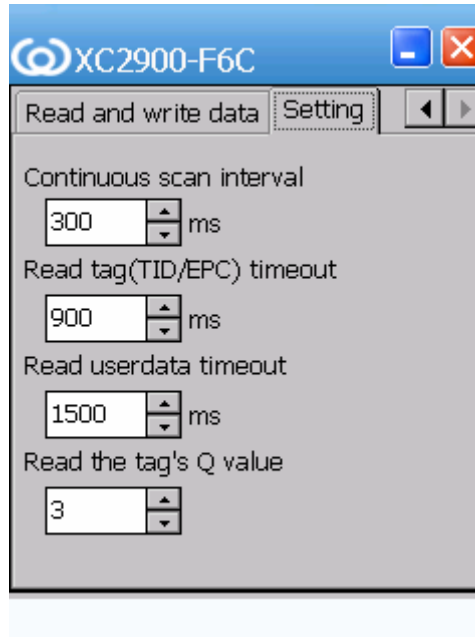 XC2900-F6C
Read and write data Setting
Continuous scan interval
300 ms
Read tag(TID/EPC) timeout
900 ms
Read userdata timeout
1500 ms
Read the tag's Q value
3